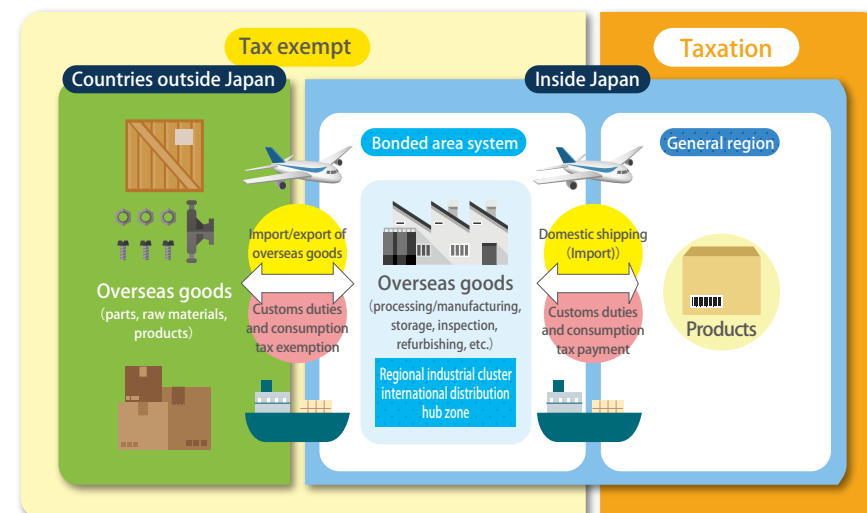 Tax exempt
Taxation
Countries outside Japan
Inside Japan
Bonded area system
General region
Import/export of
overseas goods
Domestic shipping
(Import))
Overseas goods
(parts, raw materials,
products)
Customs duties
and consumption
tax exemption
Overseas goods
(processing/manufacturing,
storage, inspection,
refurbishing, etc.)
Customs duties
and consumption
tax payment
Products
Regional industrial cluster
international distribution
hub zone